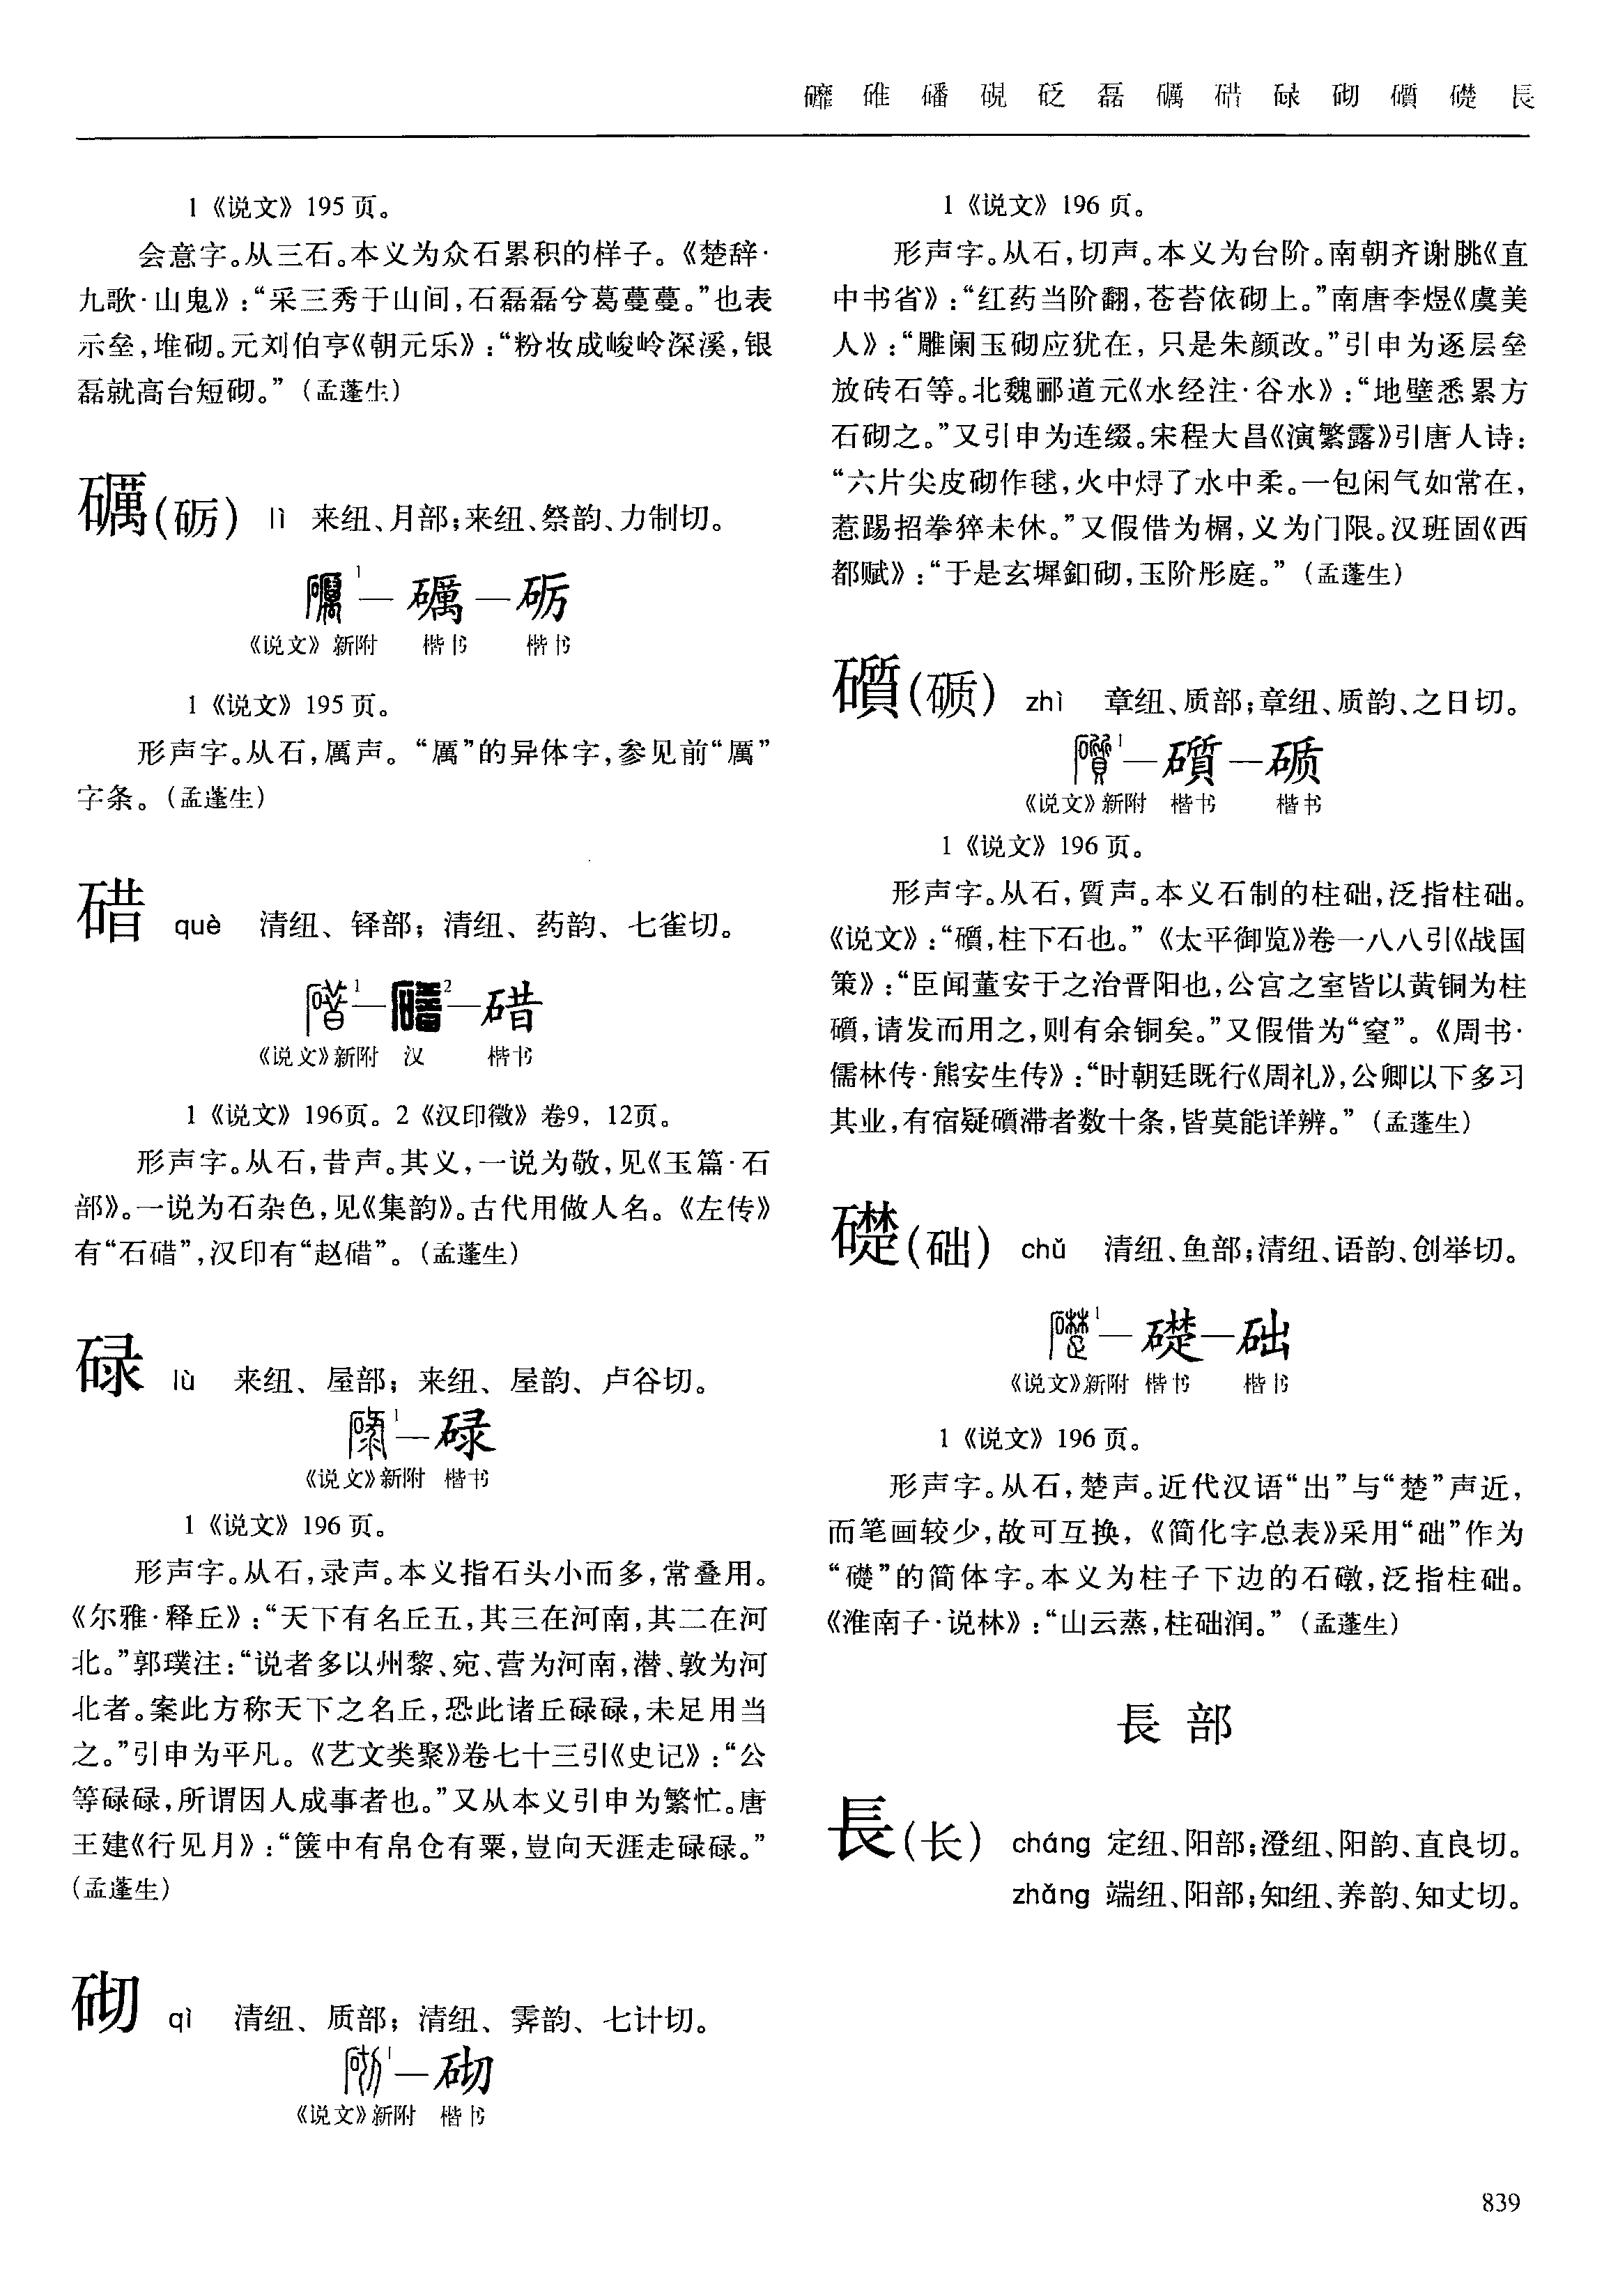 礳 碓 磻 硯 砭 磊 礪 碏 碌 砌 礩 礎 長
1《说文》195页。
会意字。从三石。本义为众石累积的样子。《楚辞·
九歌·山鬼》:“采三秀于山间,石磊磊兮葛蔓蔓。”也表
示垒,堆砌。元刘伯亨《朝元乐》:“粉妆成峻岭深溪,银
磊就高台短砌。”(孟蓬生)
礪(砺) lì 来纽、月部;来纽、祭韵、力制切。
1—礪—砺
《说文》新附 楷书 楷书
1《说文》195页。
形声字。从石,厲声。“厲”的异体字,参见前“厲”
字条。(孟蓬生)
碏 què 清纽、铎部;清纽、药韵、七雀切。
1—2—碏
《说文》新附 汉 楷书
1《说文》196页。2《汉印徵》卷9,12页。
形声字。从石,昔声。其义,一说为敬,见《玉篇·石
部》。一说为石杂色,见《集韵》。古代用做人名。《左传》
有“石碏”,汉印有“赵碏”。(孟蓬生)
碌 lù 来纽、屋部;来纽、屋韵、卢谷切。
1—碌
《说文》新附 楷书
1《说文》196页。
形声字。从石,录声。本义指石头小而多,常叠用。
《尔雅·释丘》:“天下有名丘五,其三在河南,其二在河
北。”郭璞注:“说者多以州黎、宛、营为河南,潜、敦为河
北者。案此方称天下之名丘,恐此诸丘碌碌,未足用当
之。”引申为平凡。《艺文类聚》卷七十三引《史记》:“公
等碌碌,所谓因人成事者也。”又从本义引申为繁忙。唐
王建《行见月》:“箧中有帛仓有粟,豈向天涯走碌碌。”
(孟蓬生)
砌 qì 清纽、质部;清纽、霁韵、七计切。
1—砌
《说文》新附 楷书
1《说文》196页。
形声字。从石,切声。本义为台阶。南朝齐谢朓《直
中书省》:“红药当阶翻,苍苔依砌上。”南唐李煜《虞美
人》:“雕阑玉砌应犹在,只是朱颜改。”引申为逐层垒
放砖石等。北魏郦道元《水经注·谷水》:“地壁悉累方
石砌之。”又引申为连缀。宋程大昌《演繁露》引唐人诗:
“六片尖皮砌作毬,火中㷟了水中柔。一包闲气如常在,
惹踢招拳猝未休。”又假借为榍,义为门限。汉班固《西
都赋》:“于是玄墀釦砌,玉阶彤庭。”(孟蓬生)
礩(硕) zhì 章纽、质部;章纽、质韵、之日切。
1—礩—
《说文》新附 楷书 楷书
1《说文》196页。
形声字。从石,質声。本义石制的柱础,泛指柱础。
《说文》:“礩,柱下石也。”《太平御览》卷一八八引《战国
策》:“臣闻董安于之治晋阳也,公宫之室皆以黄铜为柱
礩,请发而用之,则有余铜矣。”又假借为“窒”。《周书·
儒林传·熊安生传》:“时朝廷既行《周礼》,公卿以下多习
其业,有宿疑礩滞者数十条,皆莫能详辨。”(孟蓬生)
礎(础) chǔ 清纽、鱼部;清纽、语韵、创举切。
1—礎—础
《说文》新附 楷书 楷书
1《说文》196页。
形声字。从石,楚声。近代汉语“出”与“楚”声近,
而笔画较少,故可互换,《简化字总表》采用“础”作为
“礎”的简体字。本义为柱子下边的石礅,泛指柱础。
《淮南子·说林》:“山云蒸,柱础润。”(孟蓬生)
長部
長(长) cháng 定纽、阳部;澄纽、阳韵、直良切。
zhǎng 端纽、阳部;知纽、养韵、知丈切。
839